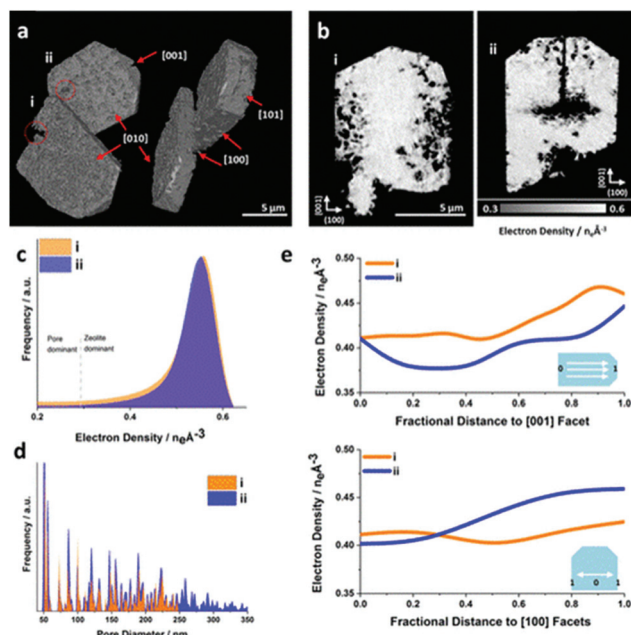 a
ii
[001]
i
[010]
[101]
[100]
5 µm
b
i
ii
[001]
(100)
[001]
(100)
5 µm
0.3
0.6
Electron Density / nₑÅ⁻³
c
i
ii
Frequency / a.u.
Pore
dominant
Zeolite
dominant
0.2
0.4
0.6
Electron Density / nₑÅ⁻³
d
i
ii
Frequency / a.u.
50 100 150 200 250 300 350
Pore Diameter / nm
e
i
ii
Electron Density / nₑÅ⁻³
0.50
0.45
0.40
0.35
0 1
0.0 0.2 0.4 0.6 0.8 1.0
Fractional Distance to [001] Facet
i
ii
Electron Density / nₑÅ⁻³
0.50
0.45
0.40
0.35
1 0 1
0.0 0.2 0.4 0.6 0.8 1.0
Fractional Distance to [100] Facets